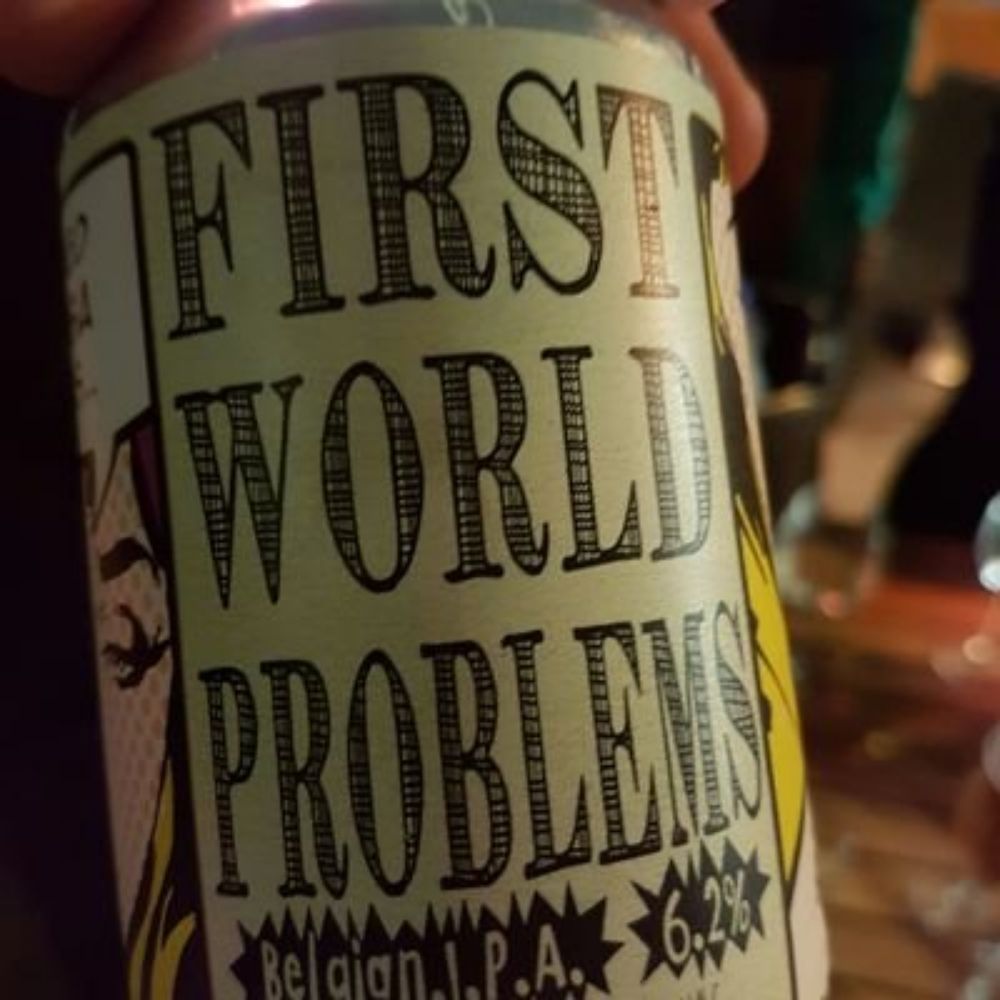 FIRST
WORLD
PROBLEMS
Belgian I.P.A. 6.2%